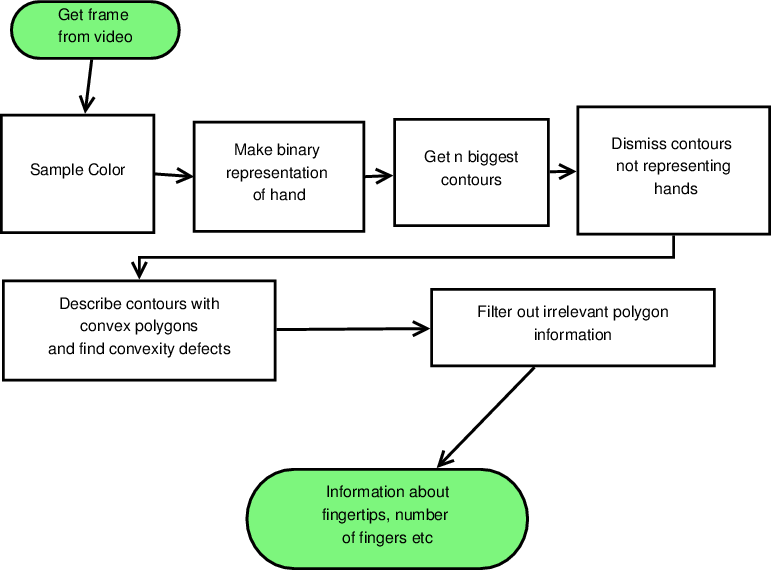 Get frame
from video
Sample Color
Make binary
representation
of hand
Get n biggest
contours
Dismiss contours
not representing
hands
Describe contours with
convex polygons
and find convexity defects
Filter out irrelevant polygon
information
Information about
fingertips, number
of fingers etc